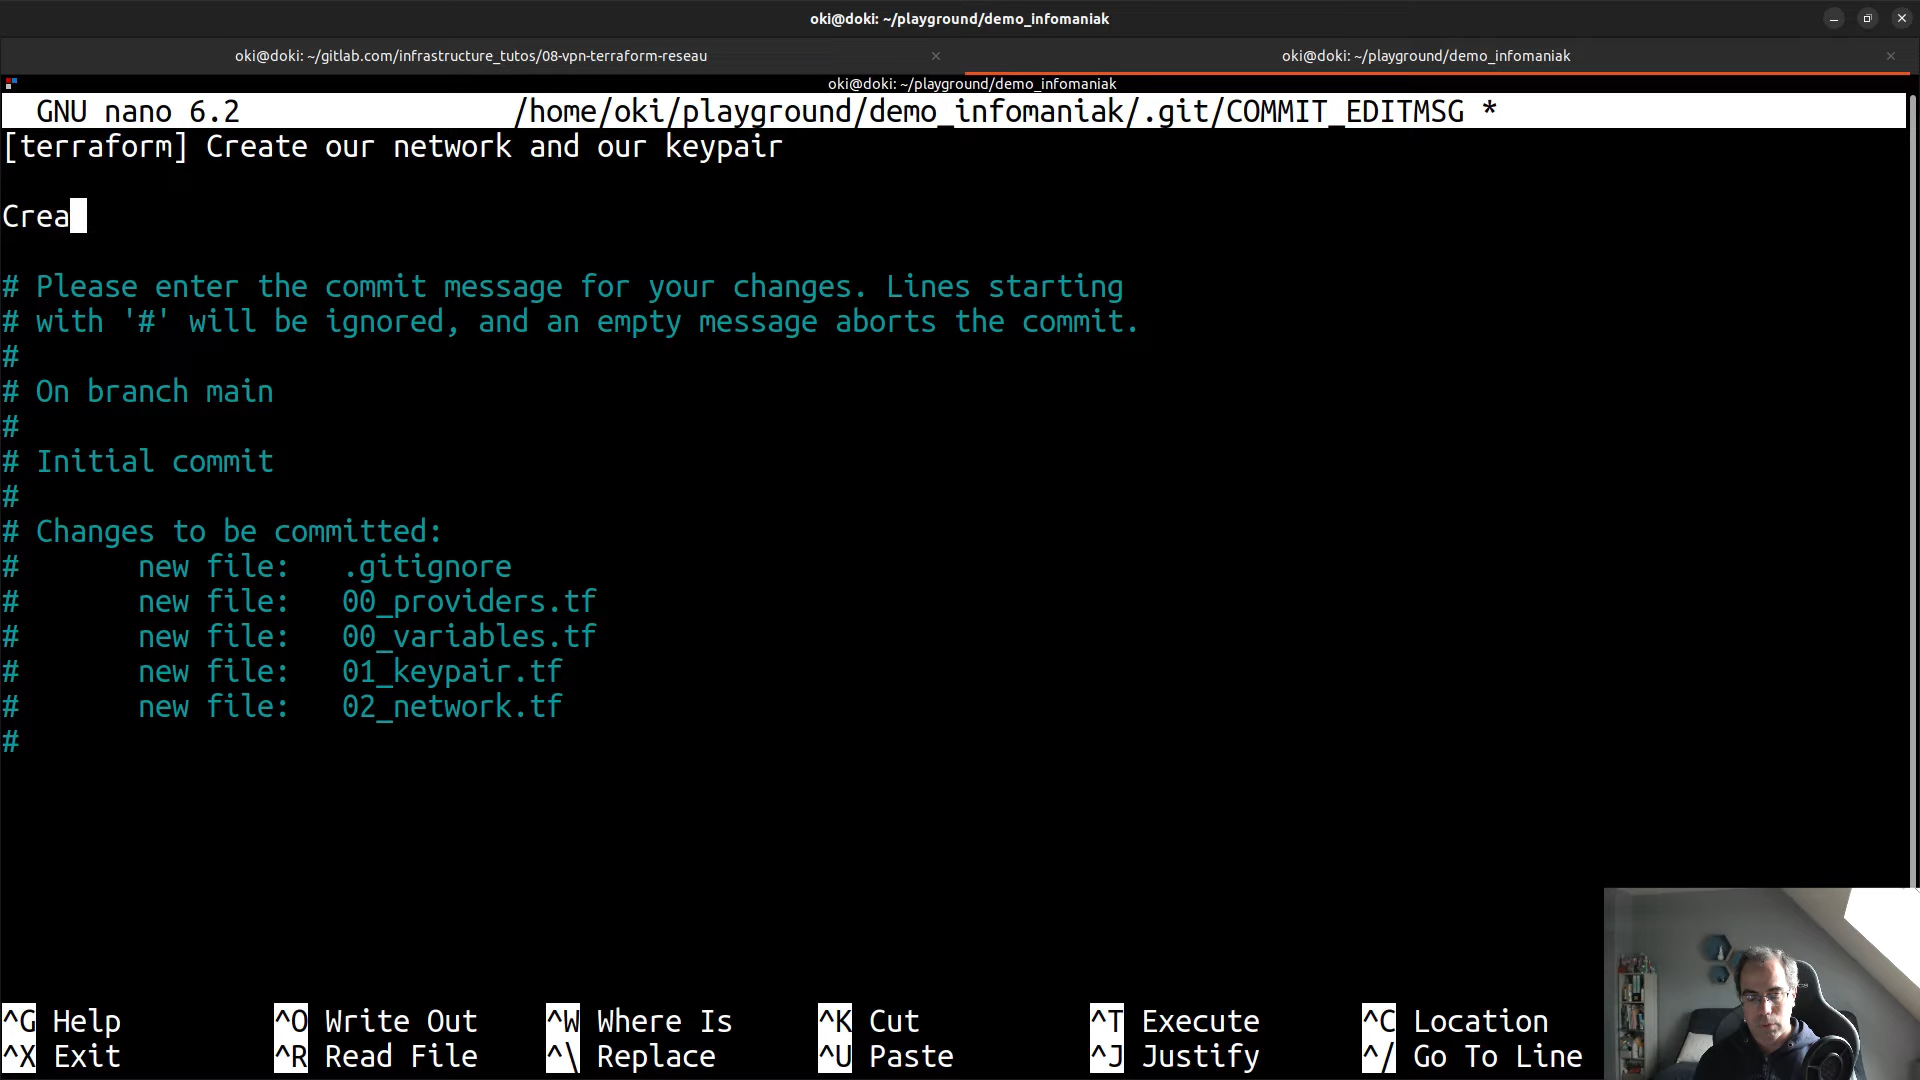 oki@doki: ~/playground/demo_infomaniak
oki@doki: ~/gitlab.com/infrastructure_tutos/08-vpn-terraform-reseau × oki@doki: ~/playground/demo_infomaniak ×
oki@doki: ~/playground/demo_infomaniak
GNU nano 6.2 /home/oki/playground/demo_infomaniak/.git/COMMIT_EDITMSG *
[terraform] Create our network and our keypair
Crea
# Please enter the commit message for your changes. Lines starting
# with '#' will be ignored, and an empty message aborts the commit.
#
# On branch main
#
# Initial commit
#
# Changes to be committed:
# new file: .gitignore
# new file: 00_providers.tf
# new file: 00_variables.tf
# new file: 01_keypair.tf
# new file: 02_network.tf
#
^G Help ^O Write Out ^W Where Is ^K Cut ^T Execute ^C Location
^X Exit ^R Read File ^\ Replace ^U Paste ^J Justify ^/ Go To Line